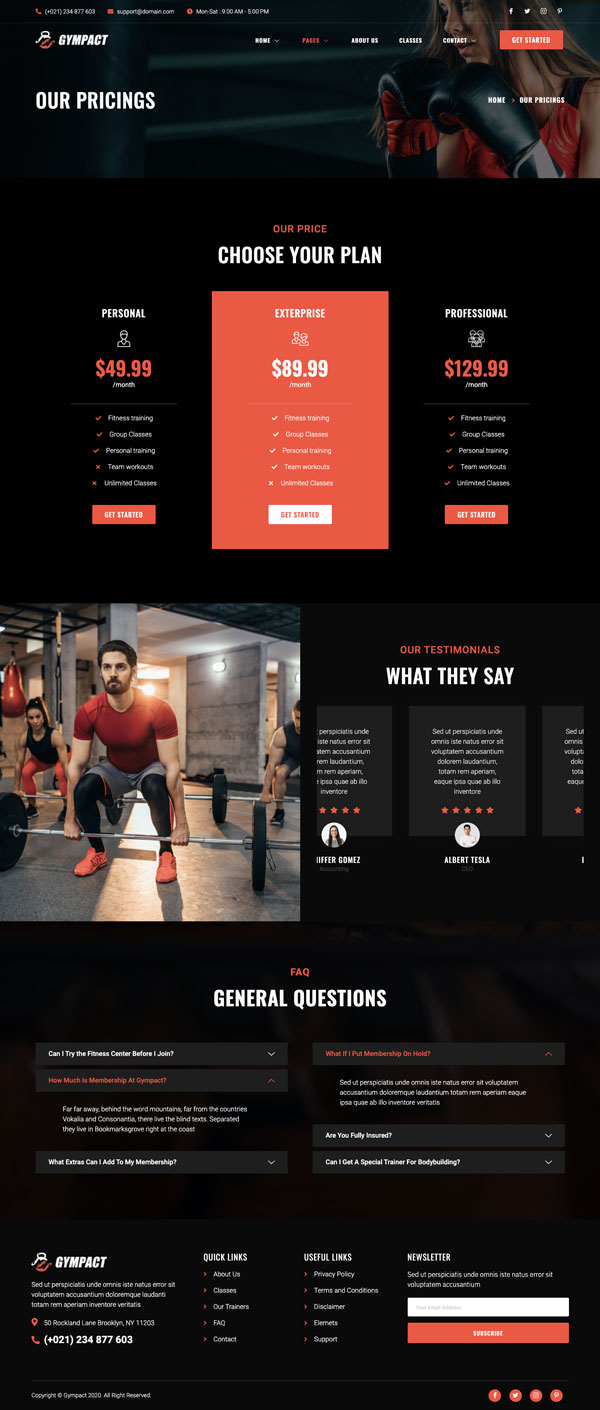 (+021) 234 877 603 support@domain.com Mon-Sat : 9.00 AM - 5.00 PM
GYMPACT HOME PAGES ABOUT US CLASSES CONTACT GET STARTED
OUR PRICINGS
HOME OUR PRICINGS
OUR PRICE
CHOOSE YOUR PLAN
PERSONAL
$49.99
/month
Fitness training
Group Classes
Personal training
Team workouts
Unlimited Classes
GET STARTED
EXTERPRISE
$89.99
/month
Fitness training
Group Classes
Personal training
Team workouts
Unlimited Classes
GET STARTED
PROFESSIONAL
$129.99
/month
Fitness training
Group Classes
Personal training
Team workouts
Unlimited Classes
GET STARTED
OUR TESTIMONIALS
WHAT THEY SAY
perspiciatis unde
iste natus error sit
voluptatem accusantium
dolorem laudantium,
rem aperiam,
ipsa quae ab illo
inventore
IFFER GOMEZ
Accounting
Sed ut perspiciatis unde
omnis iste natus error sit
voluptatem accusantium
dolorem laudantium,
totam rem aperiam,
eaque ipsa quae ab illo
inventore
ALBERT TESLA
CEO
Sed ut
omnis
volupta
dolo
tota
eaque
FAQ
GENERAL QUESTIONS
Can I Try the Fitness Center Before I Join?
How Much Is Membership At Gympact?
Far far away, behind the word mountains, far from the countries
Vokalia and Consonantia, there live the blind texts. Separated
they live in Bookmarksgrove right at the coast
What Extras Can I Add To My Membership?
What If I Put Membership On Hold?
Sed ut perspiciatis unde omnis iste natus error sit voluptatem
accusantium doloremque laudantium totam rem aperiam eaque
ipsa quae ab illo inventore veritatis
Are You Fully Insured?
Can I Get A Special Trainer For Bodybuilding?
GYMPACT
Sed ut perspiciatis unde omnis iste natus error sit
voluptatem accusantium doloremque laudanti
totam rem aperiam inventore veritatis
50 Rockland Lane Brooklyn, NY 11203
(+021) 234 877 603
QUICK LINKS
About Us
Classes
Our Trainers
FAQ
Contact
USEFUL LINKS
Privacy Policy
Terms and Conditions
Disclaimer
Elemets
Support
NEWSLETTER
Sed ut perspiciatis unde omnis iste natus error sit
voluptatem accusantium
Your Email Address
SUBSCRIBE
Copyright © Gympact 2020. All Right Reserved.